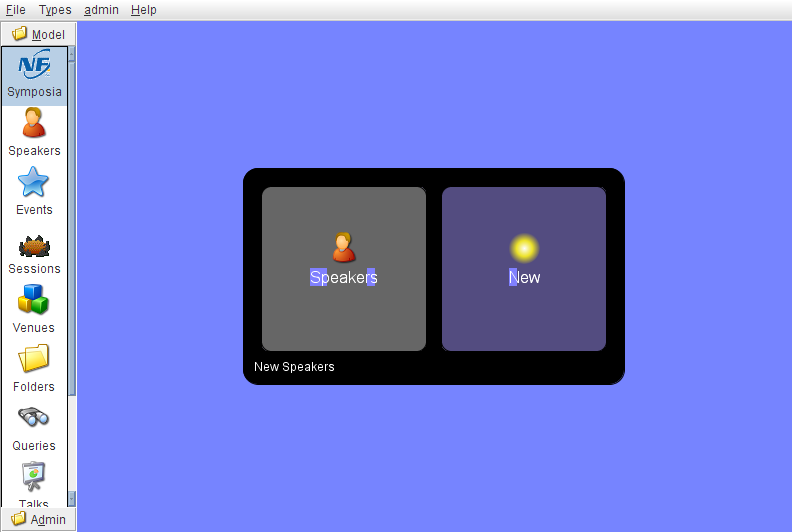 File Types admin Help
Model
NF
Symposia
Speakers
Events
Sessions
Venues
Folders
Queries
Talks
Admin
Speakers
New
New Speakers